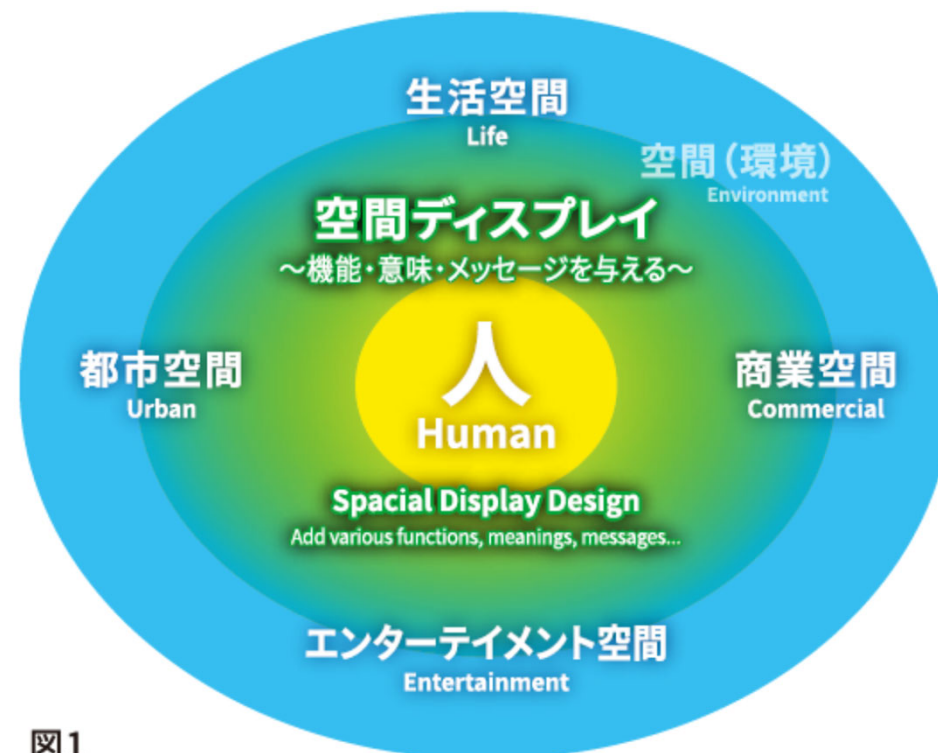 生活空間
Life
空間（環境）
Environment
空間ディスプレイ
～機能・意味・メッセージを与える～
人
Human
都市空間
Urban
商業空間
Commercial
Spacial Display Design
Add various functions, meanings, messages...
エンターテイメント空間
Entertainment
図1